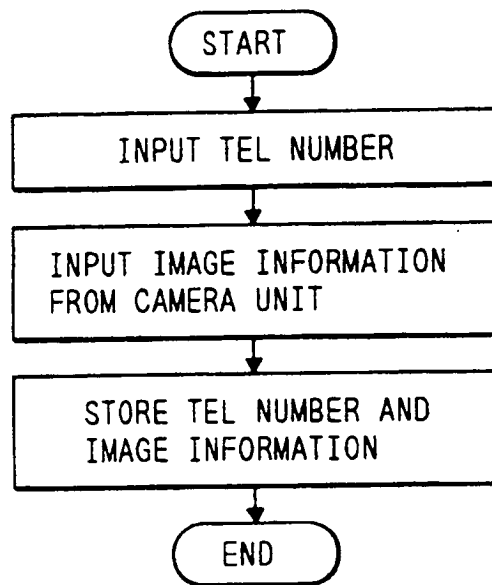 START
INPUT TEL NUMBER
INPUT IMAGE INFORMATION
FROM CAMERA UNIT
STORE TEL NUMBER AND
IMAGE INFORMATION
END